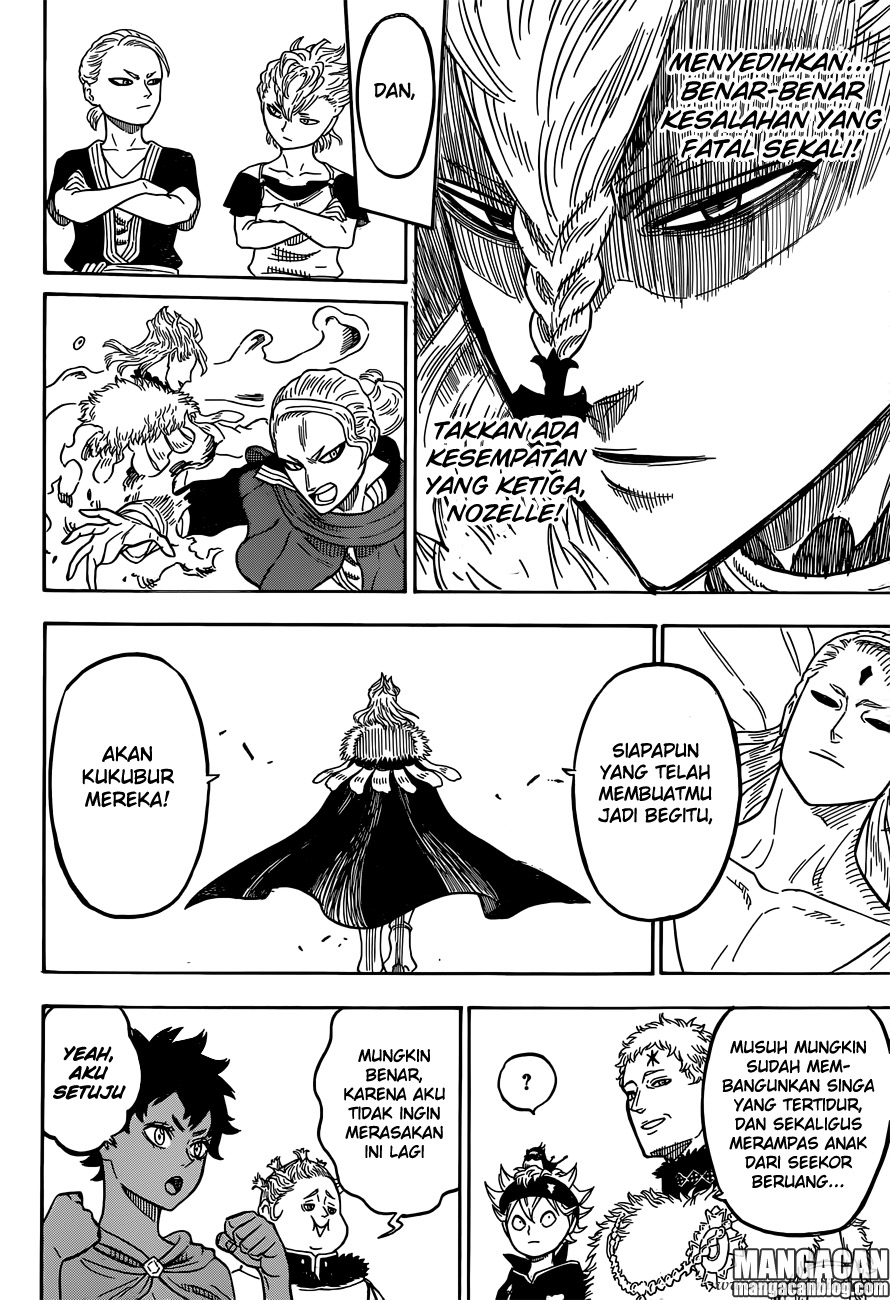 MENYEDIHKAN...
BENAR-BENAR
KESALAHAN YANG
FATAL SEKALI!
TAKKAN ADA
KESEMPATAN
YANG KETIGA,
NOZELLE!
DAN,
SIAPAPUN
YANG TELAH
MEMBUATMU
JADI BEGITU,
AKAN
KUKUBUR
MEREKA!
MUSUH MUNGKIN
SUDAH MEM-
BANGUNKAN SINGA
YANG TERTIDUR,
DAN SEKALIGUS
MERAMPAS ANAK
DARI SEEKOR
BERUANG...
?
MUNGKIN
BENAR,
KARENA AKU
TIDAK INGIN
MERASAKAN
INI LAGI
YEAH,
AKU
SETUJU
MANGACAN
mangacanblog.com